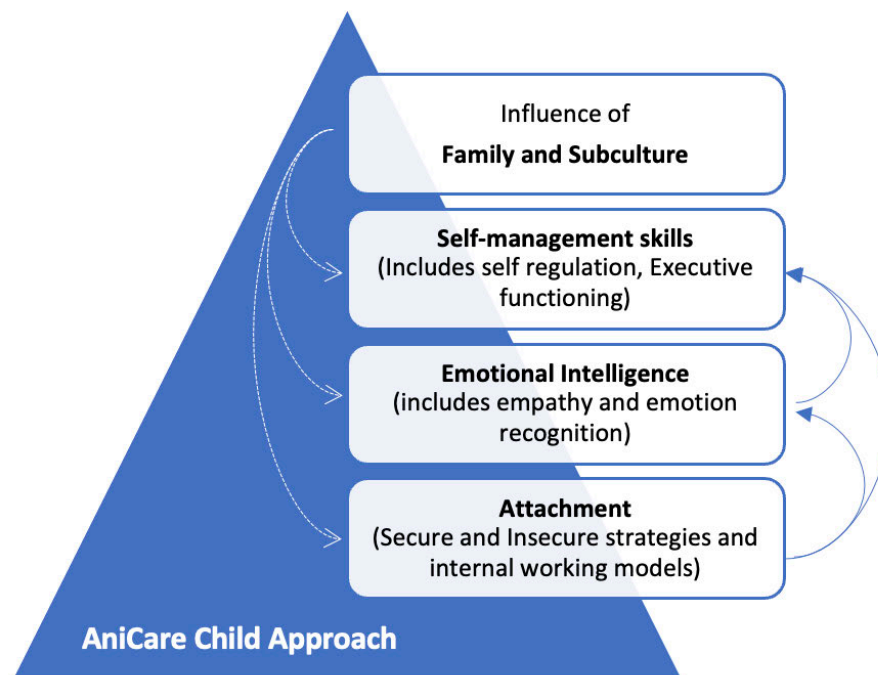 Influence of
Family and Subculture
Self-management skills
(Includes self regulation, Executive
functioning)
Emotional Intelligence
(includes empathy and emotion
recognition)
Attachment
(Secure and Insecure strategies and
internal working models)
AniCare Child Approach